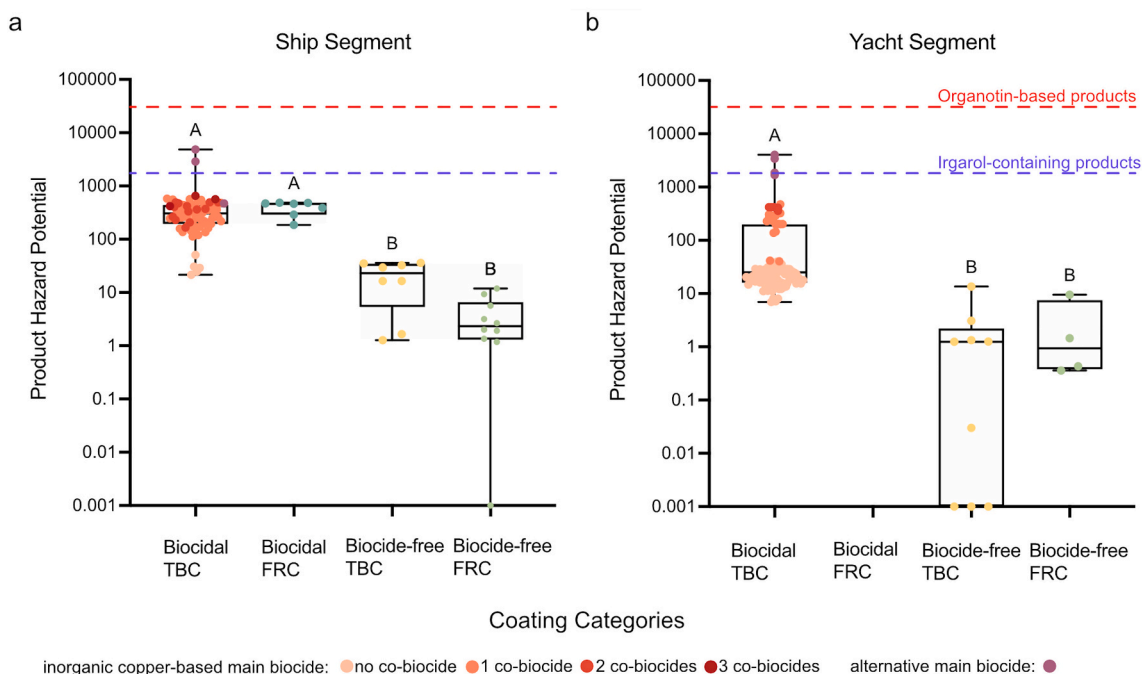 a
Ship Segment
100000
10000
1000
100
10
1
0.1
0.01
0.001
Product Hazard Potential
A
A
B
B
Biocidal
TBC
Biocidal
FRC
Biocide-free
TBC
Biocide-free
FRC
b
Yacht Segment
100000
10000
1000
100
10
1
0.1
0.01
0.001
Product Hazard Potential
Organotin-based products
Irgarol-containing products
A
B
B
Biocidal
TBC
Biocidal
FRC
Biocide-free
TBC
Biocide-free
FRC
Coating Categories
inorganic copper-based main biocide: no co-biocide 1 co-biocide 2 co-biocides 3 co-biocides alternative main biocide: